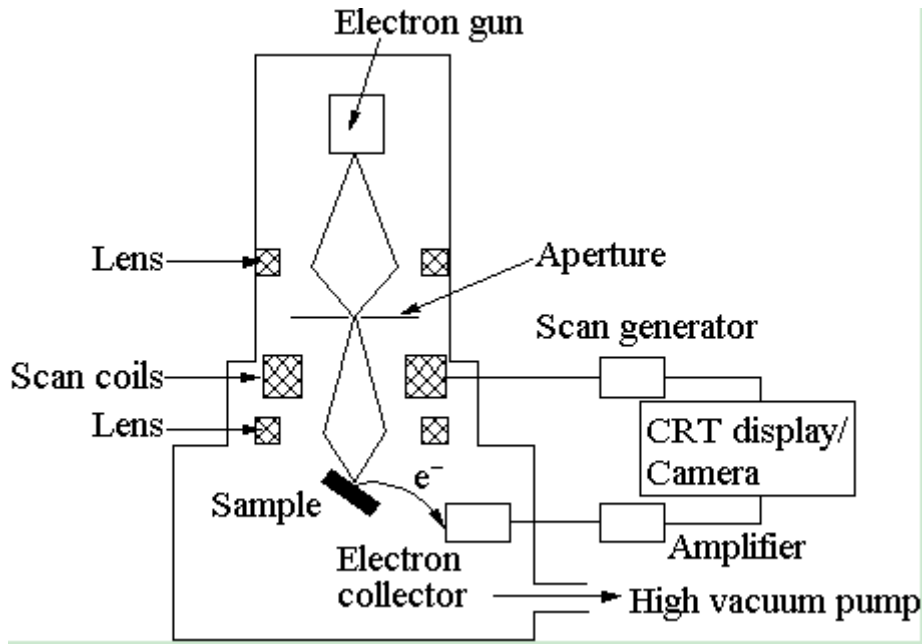 Electron gun
Lens
Aperture
Scan generator
Scan coils
Lens
CRT display/
Camera
e⁻
Sample
Electron
collector
Amplifier
High vacuum pump